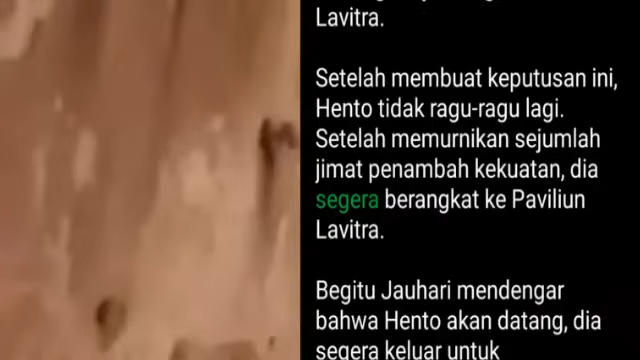 Lavitra.
Setelah membuat keputusan ini,
Hento tidak ragu-ragu lagi.
Setelah memurnikan sejumlah
jimat penambah kekuatan, dia
segera berangkat ke Paviliun
Lavitra.
Begitu Jauhari mendengar
bahwa Hento akan datang, dia
segera keluar untuk